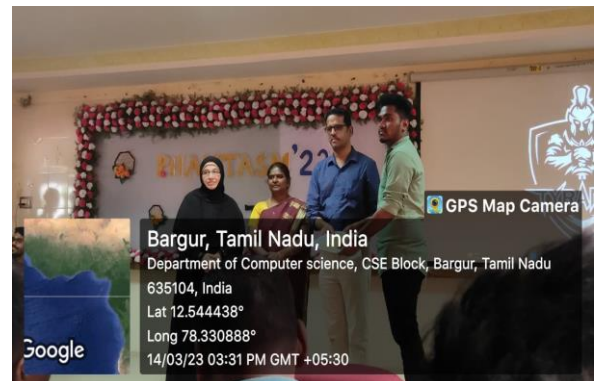 PHANTASM'23
GPS Map Camera
Bargur, Tamil Nadu, India
Department of Computer science, CSE Block, Bargur, Tamil Nadu
635104, India
Lat 12.544438°
Long 78.330888°
14/03/23 03:31 PM GMT +05:30
Google